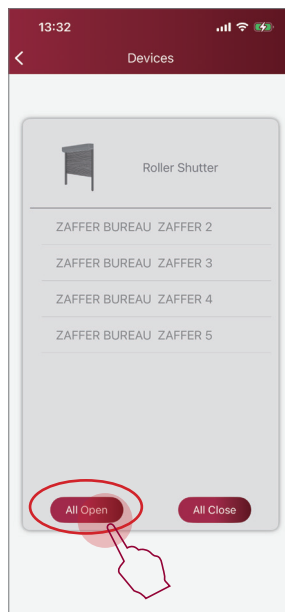 13:32
Devices
Roller Shutter
ZAFFER BUREAU ZAFFER 2
ZAFFER BUREAU ZAFFER 3
ZAFFER BUREAU ZAFFER 4
ZAFFER BUREAU ZAFFER 5
All Open All Close